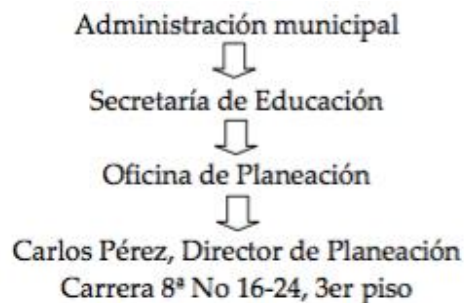 Administración municipal
Secretaría de Educación
Oficina de Planeación
Carlos Pérez, Director de Planeación
Carrera 8ª No 16-24, 3er piso